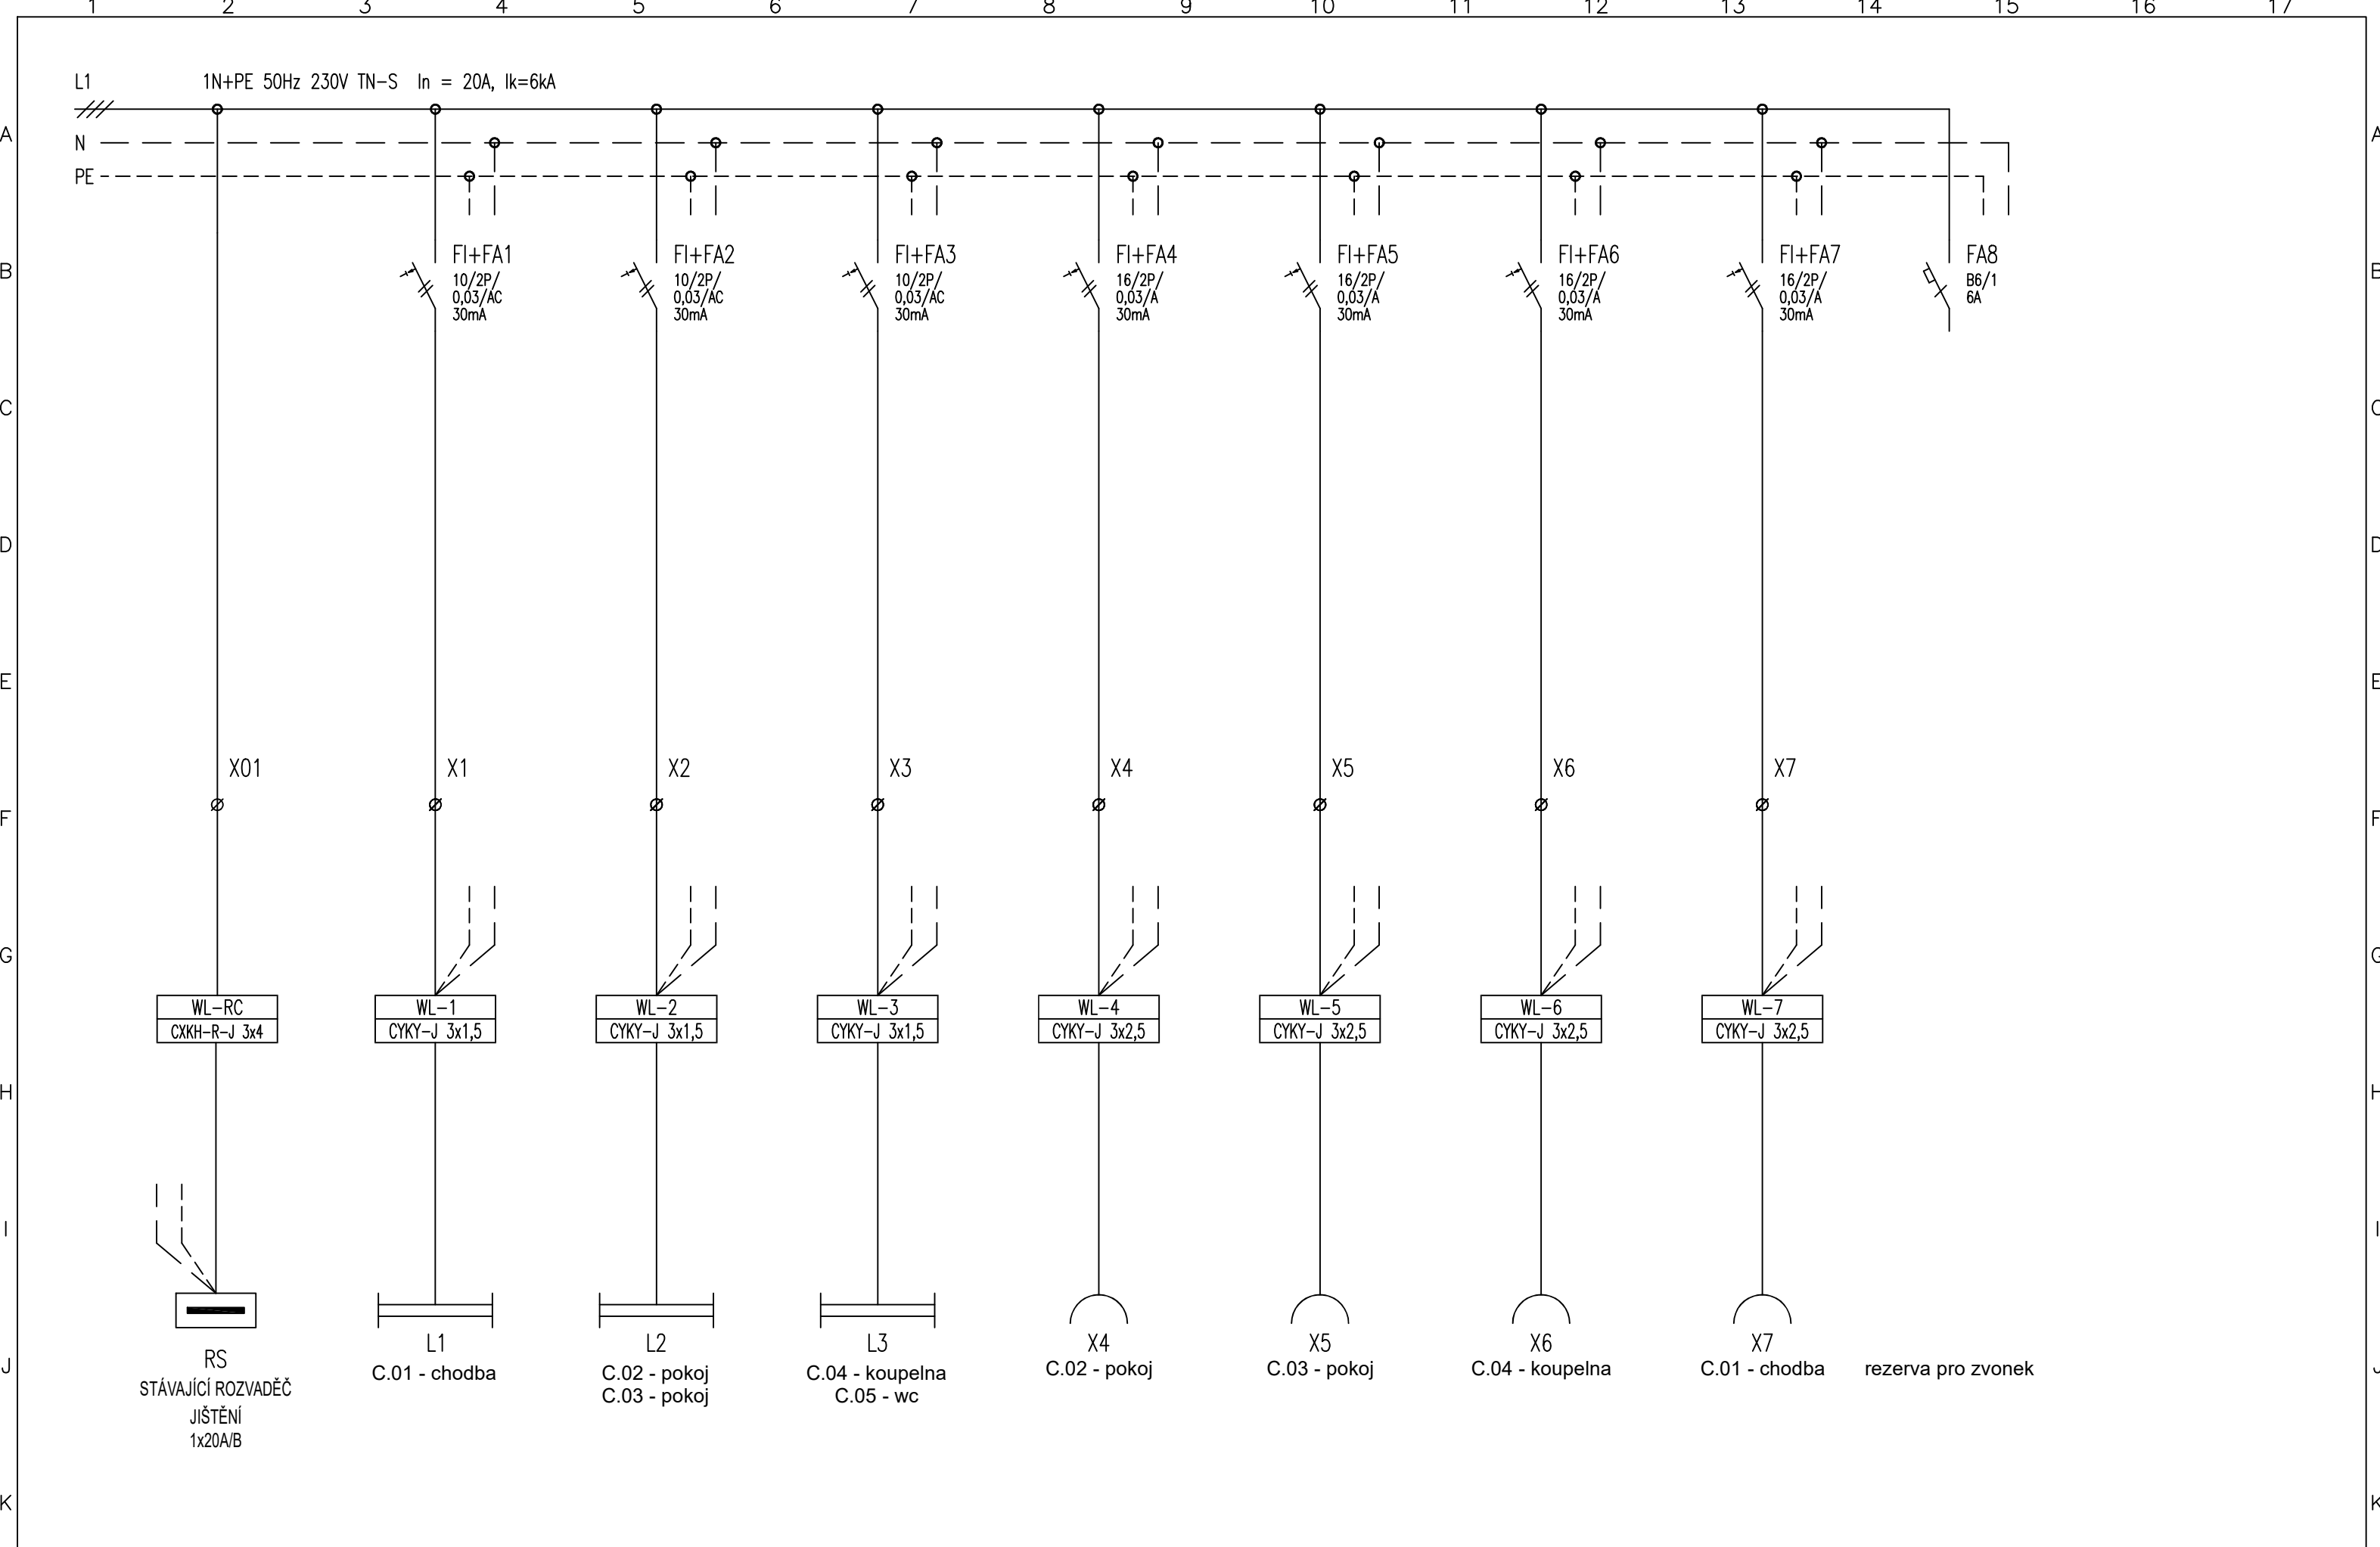 1 2 3 4 5 6 7 8 9 10 11 12 13 14 15 16 17
L1 1N+PE 50Hz 230V TN-S In = 20A, Ik=6kA
A A
N
PE
B B
FI+FA1
10/2P/
0,03/AC
30mA
FI+FA2
10/2P/
0,03/AC
30mA
FI+FA3
10/2P/
0,03/AC
30mA
FI+FA4
16/2P/
0,03/A
30mA
FI+FA5
16/2P/
0,03/A
30mA
FI+FA6
16/2P/
0,03/A
30mA
FI+FA7
16/2P/
0,03/A
30mA
FA8
B6/1
6A
C C
D D
E E
X01 X1 X2 X3 X4 X5 X6 X7
F F
G G
WL-RC
CXKH-R-J 3x4
WL-1
CYKY-J 3x1,5
WL-2
CYKY-J 3x1,5
WL-3
CYKY-J 3x1,5
WL-4
CYKY-J 3x2,5
WL-5
CYKY-J 3x2,5
WL-6
CYKY-J 3x2,5
WL-7
CYKY-J 3x2,5
H H
I I
J J
RS
STÁVAJÍCÍ ROZVADĚČ
JIŠTĚNÍ
1x20A/B
L1
C.01 - chodba
L2
C.02 - pokoj
C.03 - pokoj
L3
C.04 - koupelna
C.05 - wc
X4
C.02 - pokoj
X5
C.03 - pokoj
X6
C.04 - koupelna
X7
C.01 - chodba
rezerva pro zvonek
K K